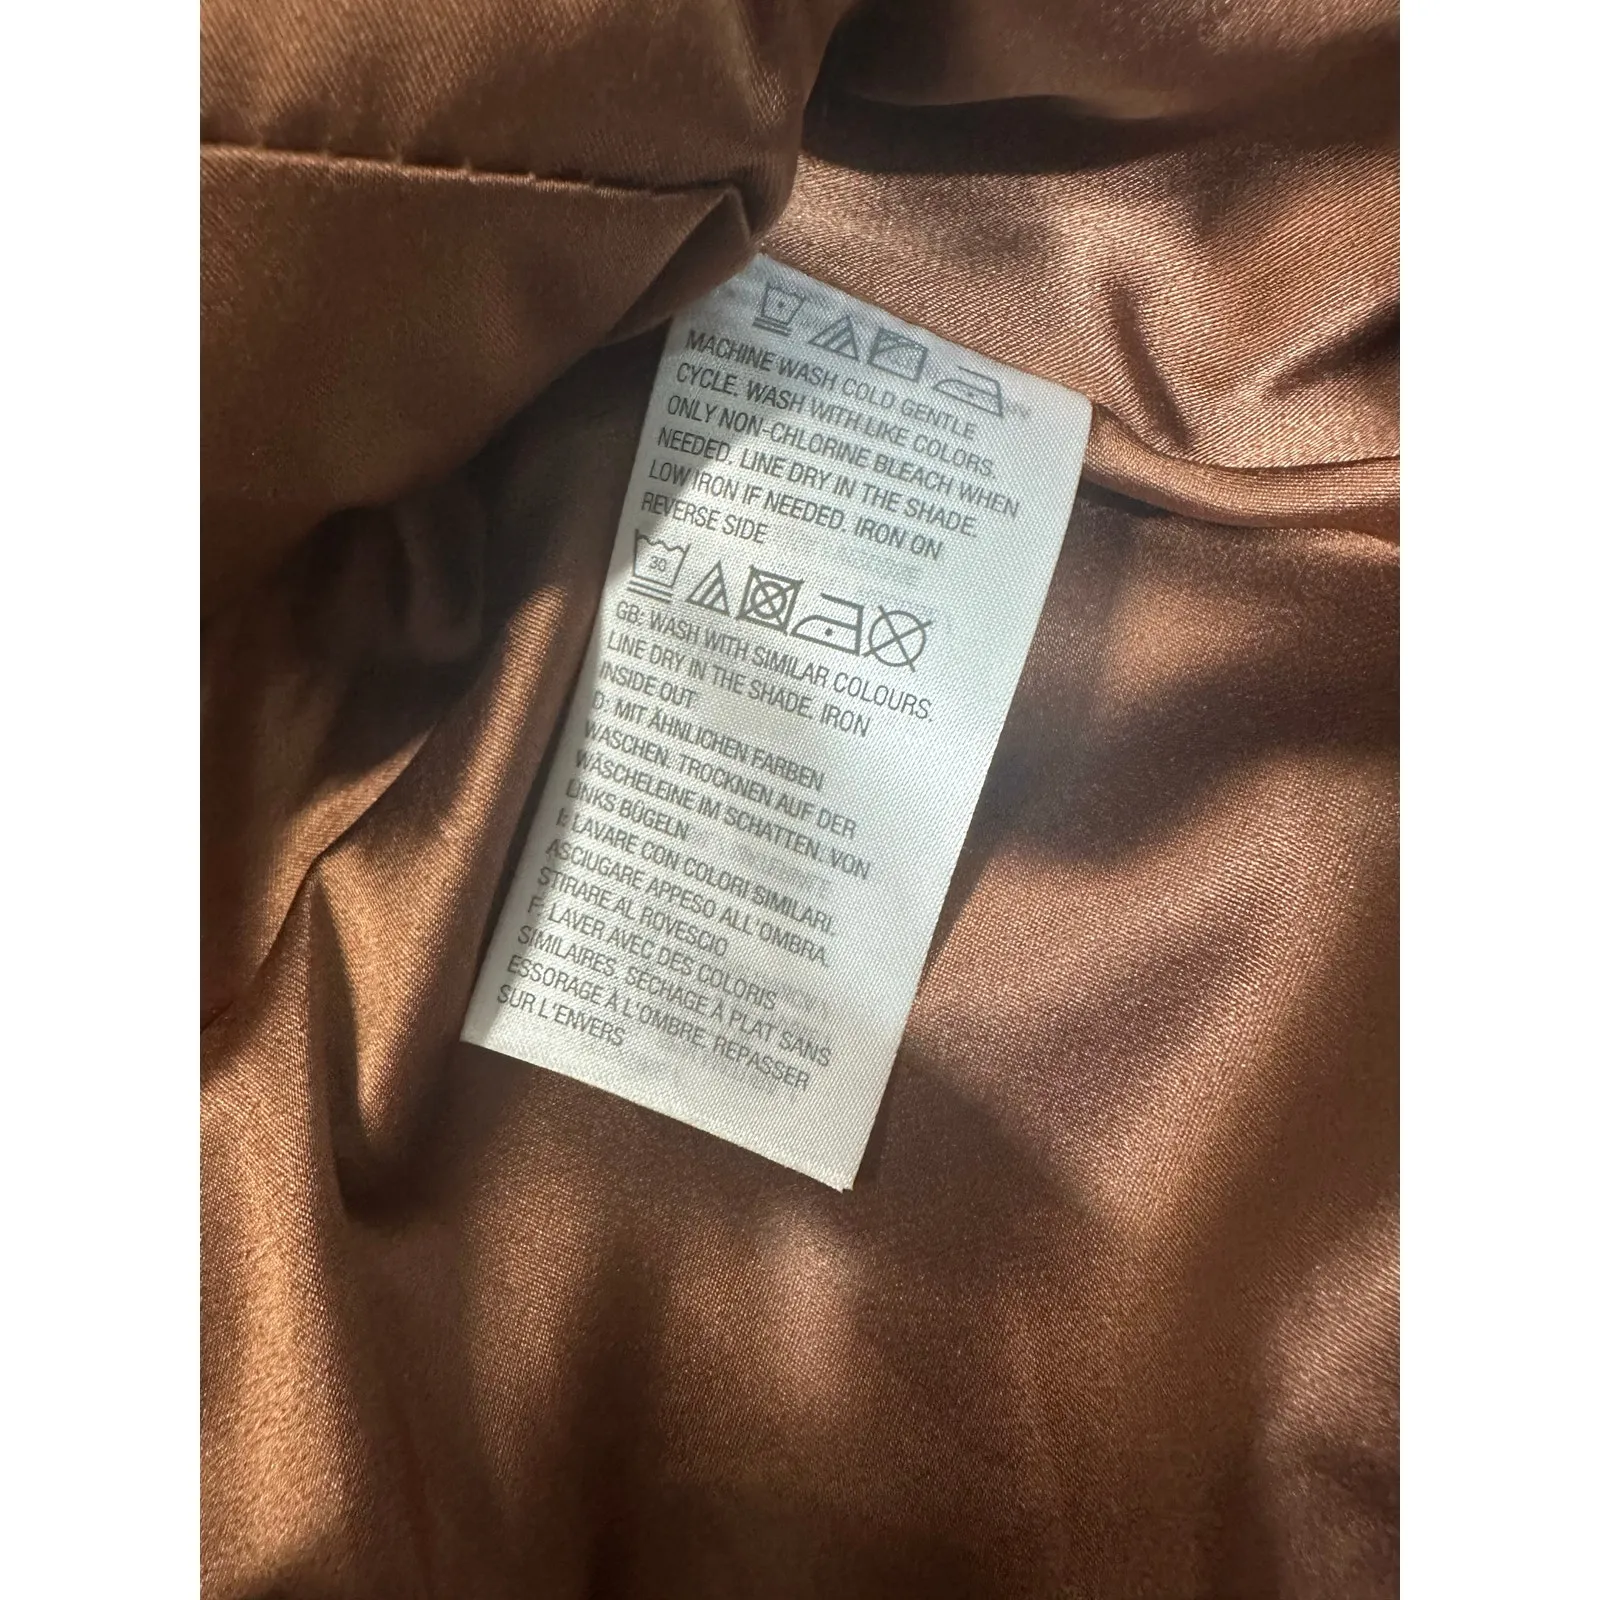 MACHINE WASH COLD GENTLE
CYCLE. WASH WITH LIKE COLORS.
ONLY NON-CHLORINE BLEACH WHEN
NEEDED. LINE DRY IN THE SHADE.
LOW IRON IF NEEDED. IRON ON
REVERSE SIDE
30
GB: WASH WITH SIMILAR COLOURS.
LINE DRY IN THE SHADE. IRON
INSIDE OUT
D: MIT ÄHNLICHEN FARBEN
WASCHEN. TROCKNEN AUF DER
WÄSCHELEINE IM SCHATTEN. VON
LINKS BÜGELN
I: LAVARE CON COLORI SIMILARI.
ASCIUGARE APPESO ALL'OMBRA.
STIRARE AL ROVESCIO
F: LAVER AVEC DES COLORIS
SIMILAIRES. SÉCHAGE À PLAT SANS
ESSORAGE À L'OMBRE. REPASSER
SUR L'ENVERS